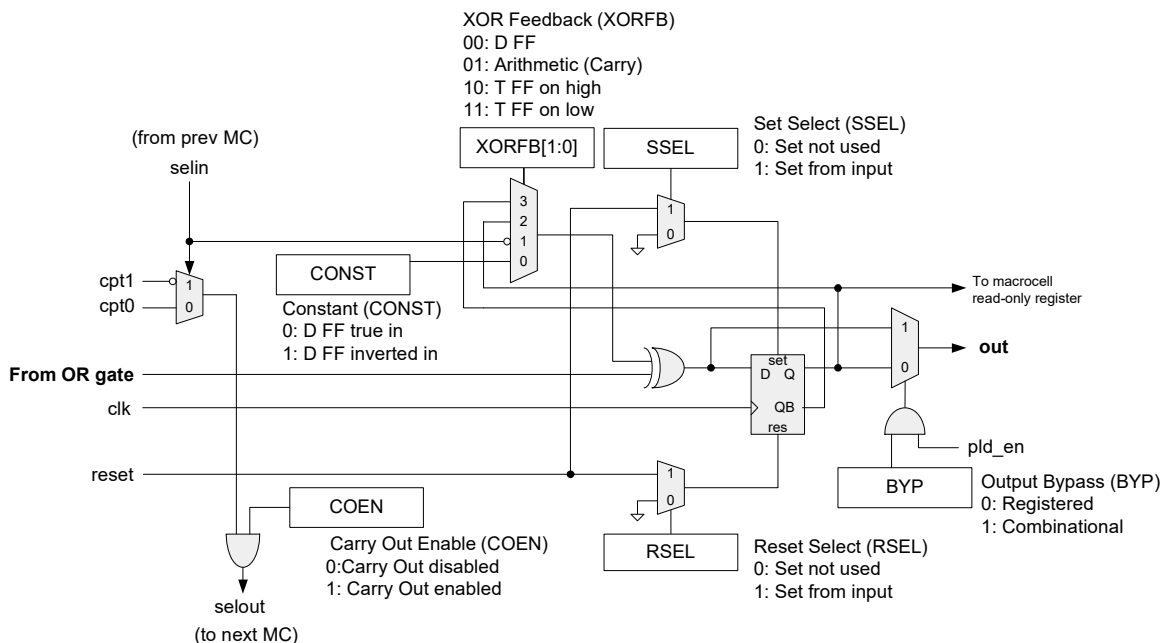 XOR Feedback (XORFB)
00: D FF
01: Arithmetic (Carry)
10: T FF on high
11: T FF on low
(from prev MC)
selin
XORFB[1:0]
SSEL
Set Select (SSEL)
0: Set not used
1: Set from input
3
2
1
0
1
0
CONST
Constant (CONST)
0: D FF true in
1: D FF inverted in
cpt1
cpt0
1
0
To macrocell
read-only register
1
0
out
From OR gate
set
D Q
QB
res
clk
pld_en
reset
1
0
BYP
Output Bypass (BYP)
0: Registered
1: Combinational
COEN
Carry Out Enable (COEN)
0:Carry Out disabled
1: Carry Out enabled
RSEL
Reset Select (RSEL)
0: Set not used
1: Set from input
selout
(to next MC)